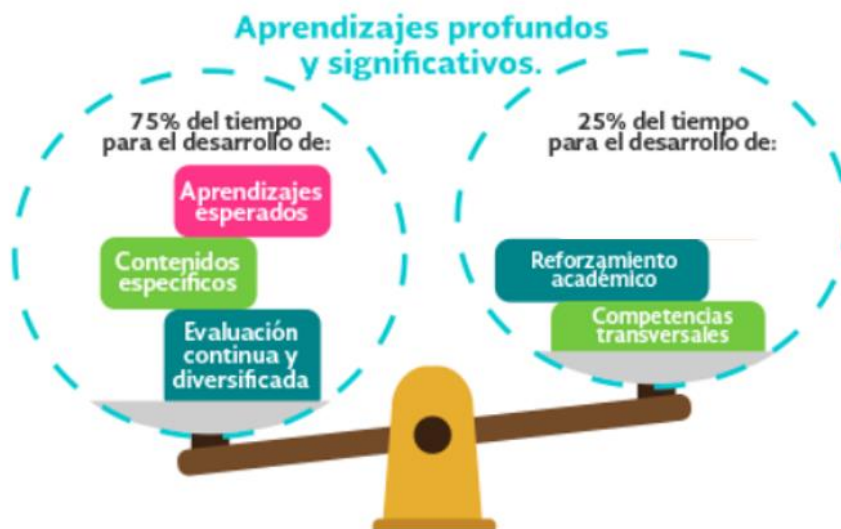 Aprendizajes profundos
y significativos.
75% del tiempo
para el desarrollo de:
Aprendizajes
esperados
Contenidos
específicos
Evaluación
continua y
diversificada
25% del tiempo
para el desarrollo de:
Reforzamiento
académico
Competencias
transversales